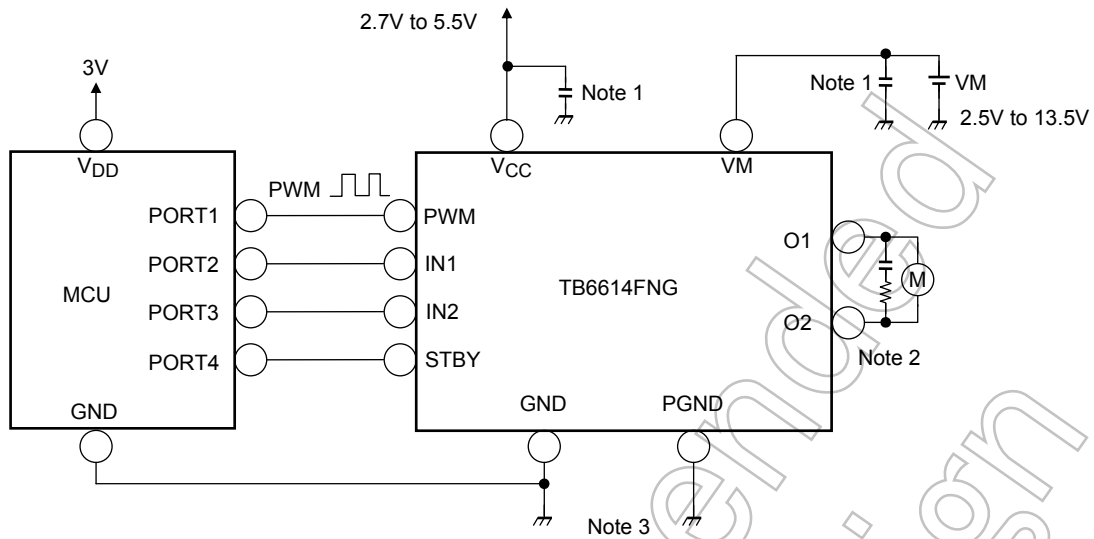 2.7V to 5.5V
3V
Note 1
Note 1
VM
2.5V to 13.5V
VDD
VCC
VM
PWM
PORT1
PWM
O1
PORT2
IN1
MCU
TB6614FNG
M
PORT3
IN2
O2
PORT4
STBY
Note 2
GND
GND
PGND
Note 3